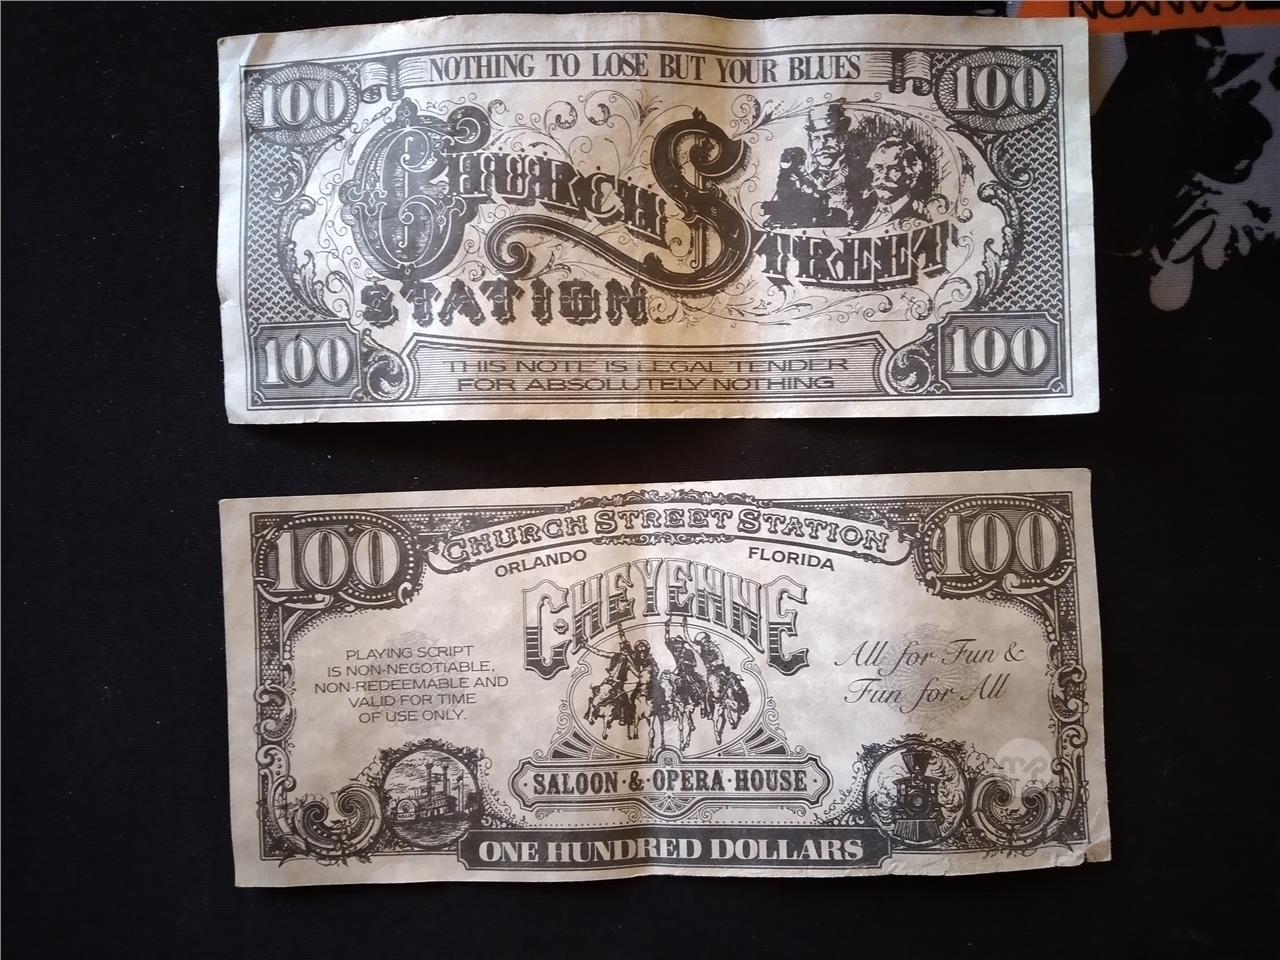 CANMON
NOTHING TO LOSE BUT YOUR BLUES
100 100
CHURCH STREET
STATION
100 100
THIS NOTE IS LEGAL TENDER
FOR ABSOLUTELY NOTHING
100 CHURCH STREET STATION 100
ORLANDO FLORIDA
CHEYENNE
PLAYING SCRIPT
IS NON-NEGOTIABLE,
NON-REDEEMABLE AND
VALID FOR TIME
OF USE ONLY.
All for Fun &
Fun for All
SALOON · & OPERA · HOUSE
ONE HUNDRED DOLLARS